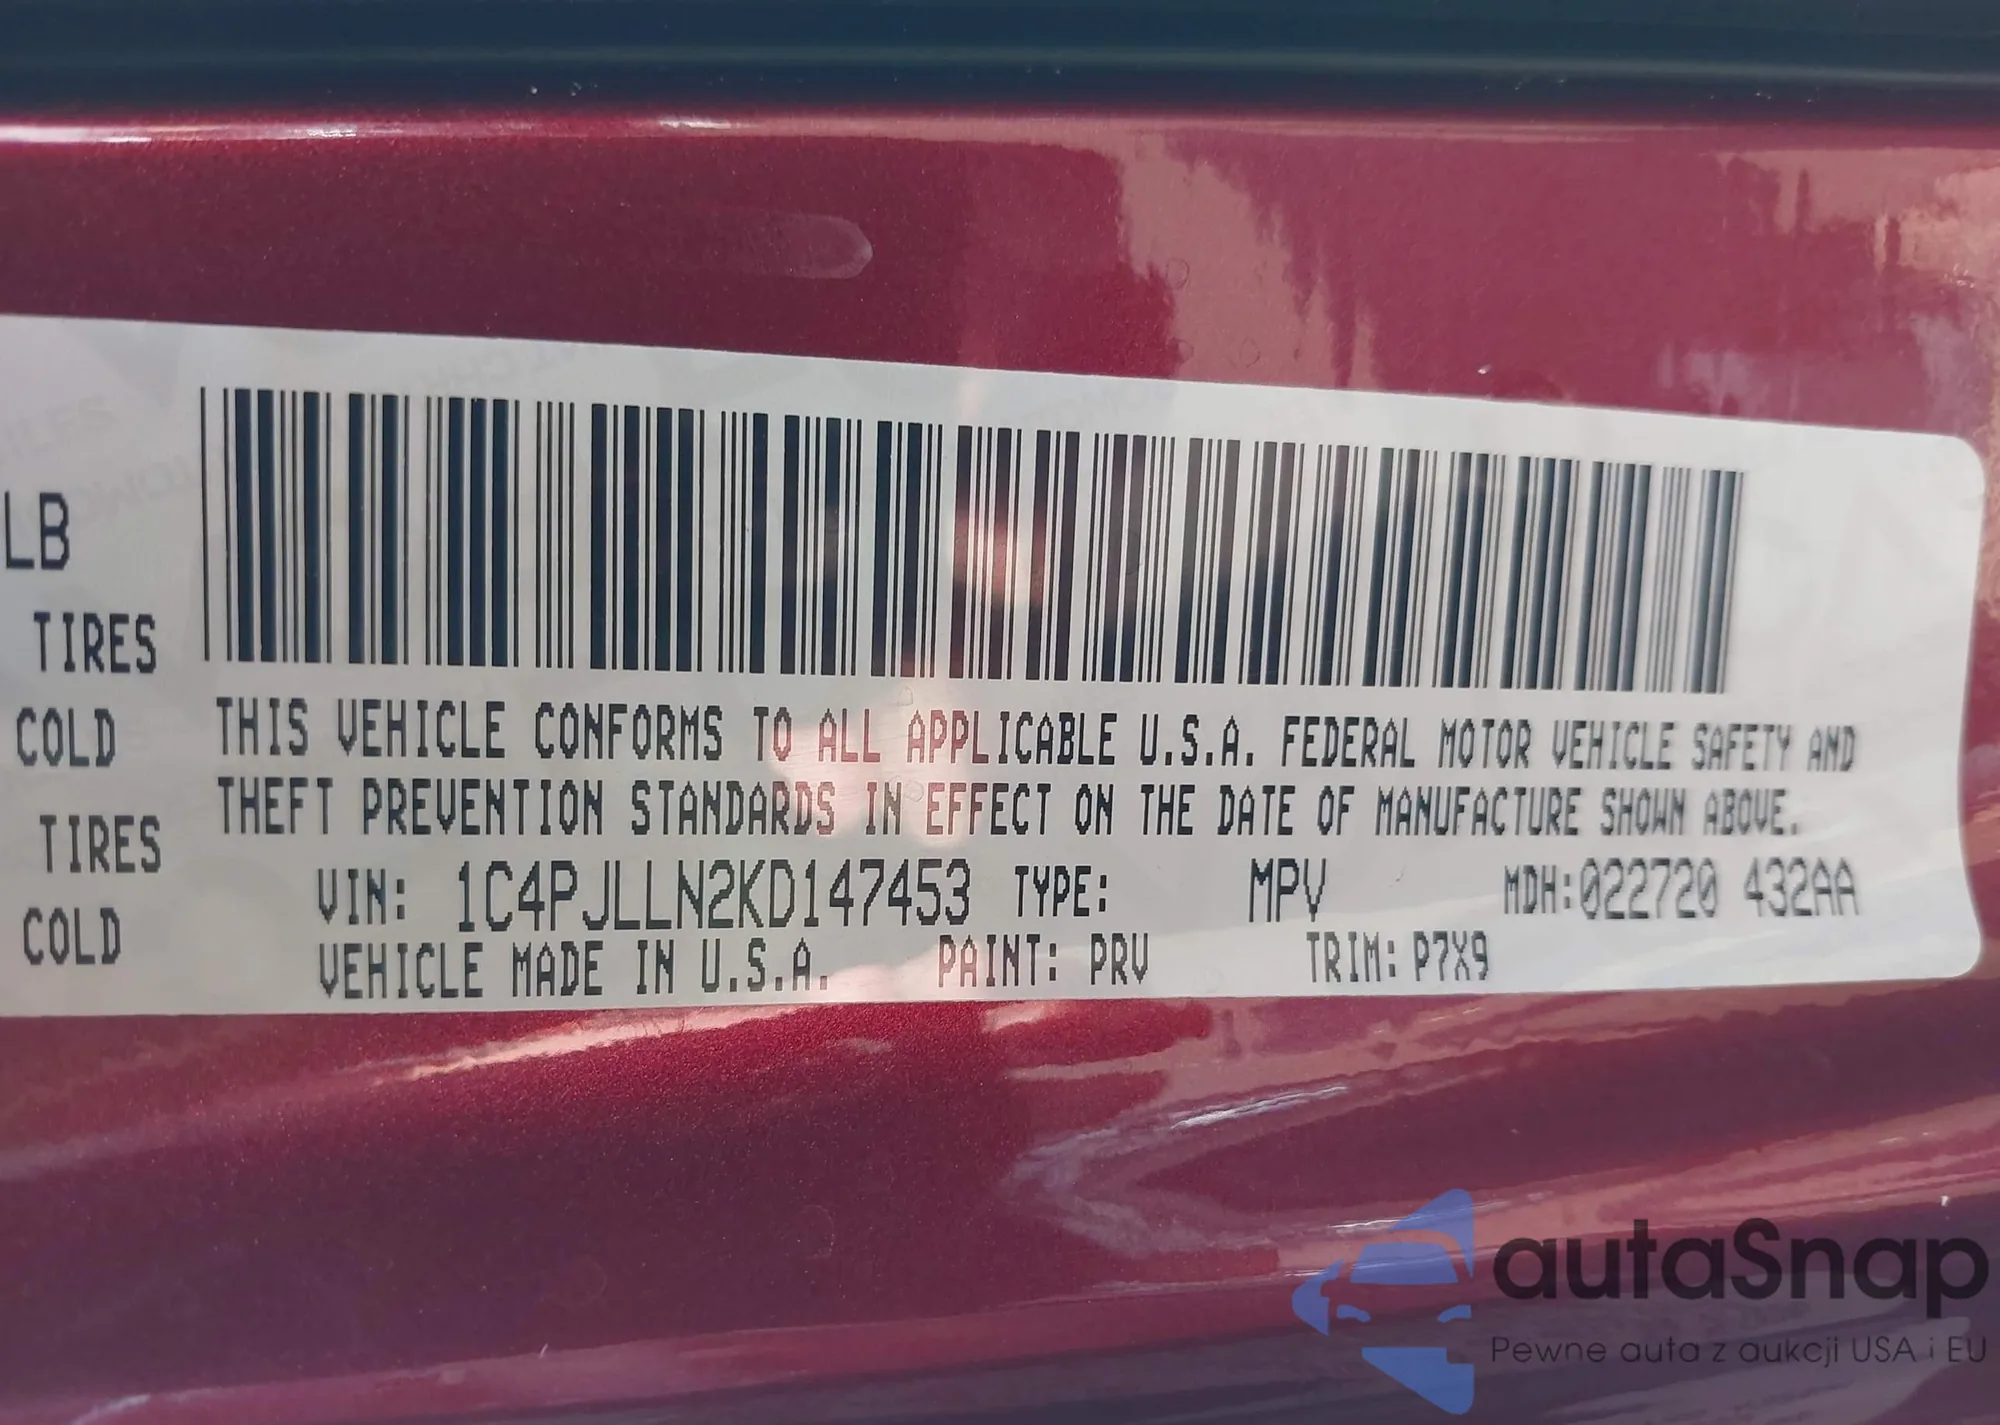 LB
TIRES
COLD
TIRES
COLD
THIS VEHICLE CONFORMS TO ALL APPLICABLE U.S.A. FEDERAL MOTOR VEHICLE SAFETY AND
THEFT PREVENTION STANDARDS IN EFFECT ON THE DATE OF MANUFACTURE SHOWN ABOVE.
VIN: 1C4PJLLN2KD147453 TYPE: MPV MDH:022720 432AA
VEHICLE MADE IN U.S.A. PAINT: PRV TRIM: P7X9
autaSnap
Pewne auta z aukcji USA i EU